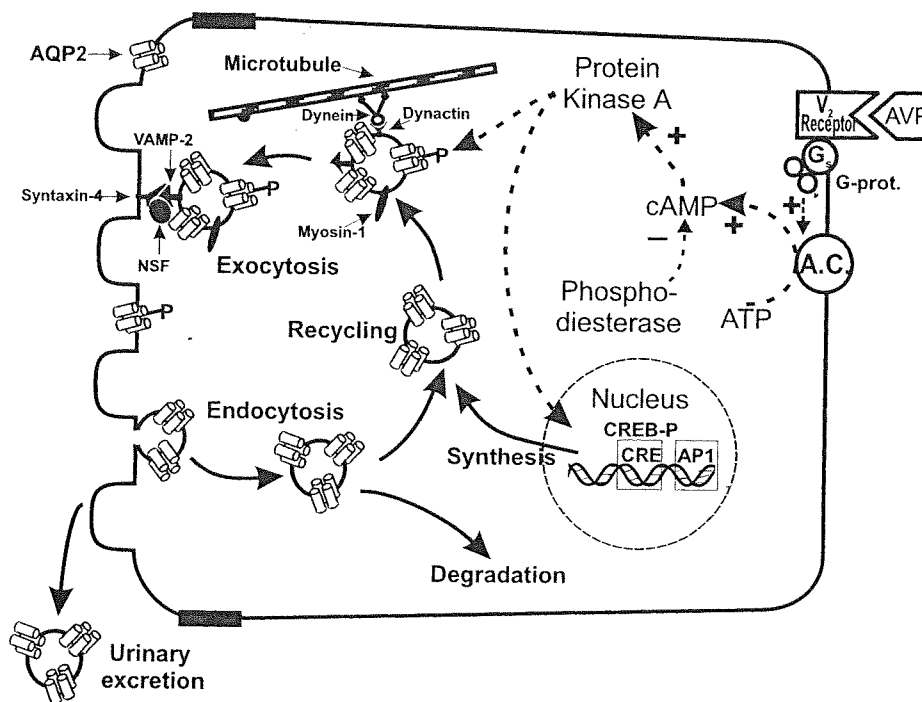 AQP2
Microtubule
Dynein
Dynactin
Protein
Kinase A
V2
Receptor
AVP
Gs
G-prot.
VAMP-2
P
Syntaxin-4
P
NSF
Myosin-1
Exocytosis
cAMP
+
+
+
–
A.C.
ATP
Phospho-
diesterase
P
Recycling
Endocytosis
Nucleus
CREB-P
CRE
AP1
Synthesis
Degradation
Urinary
excretion